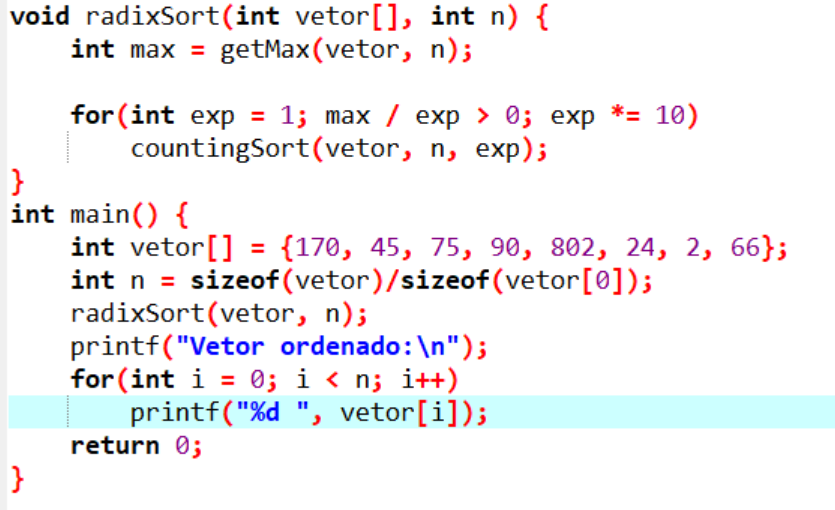 void radixSort(int vetor[], int n) {
    int max = getMax(vetor, n);

    for(int exp = 1; max / exp > 0; exp *= 10)
        countingSort(vetor, n, exp);
}
int main() {
    int vetor[] = {170, 45, 75, 90, 802, 24, 2, 66};
    int n = sizeof(vetor)/sizeof(vetor[0]);
    radixSort(vetor, n);
    printf("Vetor ordenado:\n");
    for(int i = 0; i < n; i++)
        printf("%d ", vetor[i]);
    return 0;
}